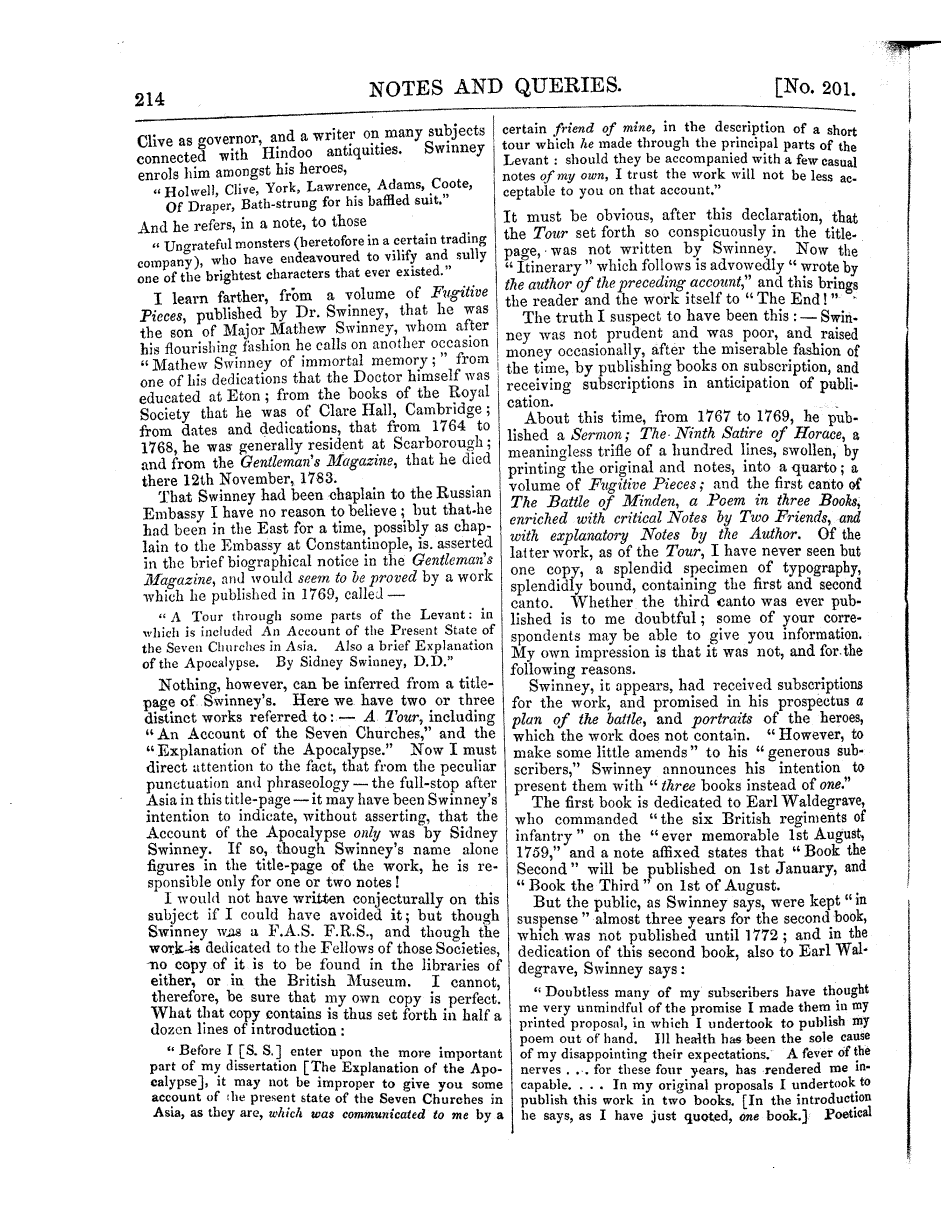 214
NOTES AND QUERIES.
[No. 201.
Clive as governor, and a writer on many subjects
connected with Hindoo antiquities. Swinney
enrols him amongst his heroes,
"Holwell, Clive, York, Lawrence, Adams, Coote,
Of Draper, Bath-strung for his baffled suit."
And he refers, in a note, to those
"Ungrateful monsters (heretofore in a certain trading
company), who have endeavoured to vilify and sully
one of the brightest characters that ever existed."
I learn farther, from a volume of Fugitive
Pieces, published by Dr. Swinney, that he was
the son of Major Mathew Swinney, whom after
his flourishing fashion he calls on another occasion
"Mathew Swinney of immortal memory;" from
one of his dedications that the Doctor himself was
educated at Eton; from the books of the Royal
Society that he was of Clare Hall, Cambridge;
from dates and dedications, that from 1764 to
1768, he was generally resident at Scarborough;
and from the Gentleman's Magazine, that he died
there 12th November, 1783.
That Swinney had been chaplain to the Russian
Embassy I have no reason to believe; but that he
had been in the East for a time, possibly as chap-
lain to the Embassy at Constantinople, is asserted
in the brief biographical notice in the Gentleman's
Magazine, and would seem to be proved by a work
which he published in 1769, called —
"A Tour through some parts of the Levant: in
which is included An Account of the Present State of
the Seven Churches in Asia. Also a brief Explanation
of the Apocalypse. By Sidney Swinney, D.D."
Nothing, however, can be inferred from a title-
page of Swinney's. Here we have two or three
distinct works referred to: — A Tour, including
"An Account of the Seven Churches," and the
"Explanation of the Apocalypse." Now I must
direct attention to the fact, that from the peculiar
punctuation and phraseology — the full-stop after
Asia in this title-page — it may have been Swinney's
intention to indicate, without asserting, that the
Account of the Apocalypse only was by Sidney
Swinney. If so, though Swinney's name alone
figures in the title-page of the work, he is re-
sponsible only for one or two notes!
I would not have written conjecturally on this
subject if I could have avoided it; but though
Swinney was a F.A.S. F.R.S., and though the
work is dedicated to the Fellows of those Societies,
no copy of it is to be found in the libraries of
either, or in the British Museum. I cannot,
therefore, be sure that my own copy is perfect.
What that copy contains is thus set forth in half a
dozen lines of introduction:
"Before I [S. S.] enter upon the more important
part of my dissertation [The Explanation of the Apo-
calypse], it may not be improper to give you some
account of the present state of the Seven Churches in
Asia, as they are, which was communicated to me by a
certain friend of mine, in the description of a short
tour which he made through the principal parts of the
Levant: should they be accompanied with a few casual
notes of my own, I trust the work will not be less ac-
ceptable to you on that account."
It must be obvious, after this declaration, that
the Tour set forth so conspicuously in the title-
page, was not written by Swinney. Now the
"Itinerary" which follows is advowedly "wrote by
the author of the preceding account," and this brings
the reader and the work itself to "The End!"
The truth I suspect to have been this: — Swin-
ney was not prudent and was poor, and raised
money occasionally, after the miserable fashion of
the time, by publishing books on subscription, and
receiving subscriptions in anticipation of publi-
cation.
About this time, from 1767 to 1769, he pub-
lished a Sermon; The Ninth Satire of Horace, a
meaningless trifle of a hundred lines, swollen, by
printing the original and notes, into a quarto; a
volume of Fugitive Pieces; and the first canto of
The Battle of Minden, a Poem in three Books,
enriched with critical Notes by Two Friends, and
with explanatory Notes by the Author. Of the
latter work, as of the Tour, I have never seen but
one copy, a splendid specimen of typography,
splendidly bound, containing the first and second
canto. Whether the third canto was ever pub-
lished is to me doubtful; some of your corre-
spondents may be able to give you information.
My own impression is that it was not, and for the
following reasons.
Swinney, it appears, had received subscriptions
for the work, and promised in his prospectus a
plan of the battle, and portraits of the heroes,
which the work does not contain. "However, to
make some little amends" to his "generous sub-
scribers," Swinney announces his intention to
present them with "three books instead of one."
The first book is dedicated to Earl Waldegrave,
who commanded "the six British regiments of
infantry" on the "ever memorable 1st August,
1759," and a note affixed states that "Book the
Second" will be published on 1st January, and
"Book the Third" on 1st of August.
But the public, as Swinney says, were kept "in
suspense" almost three years for the second book,
which was not published until 1772; and in the
dedication of this second book, also to Earl Wal-
degrave, Swinney says:
"Doubtless many of my subscribers have thought
me very unmindful of the promise I made them in my
printed proposal, in which I undertook to publish my
poem out of hand. Ill health has been the sole cause
of my disappointing their expectations. A fever of the
nerves . . . for these four years, has rendered me in-
capable. . . . In my original proposals I undertook to
publish this work in two books. [In the introduction
he says, as I have just quoted, one book.] Poetical